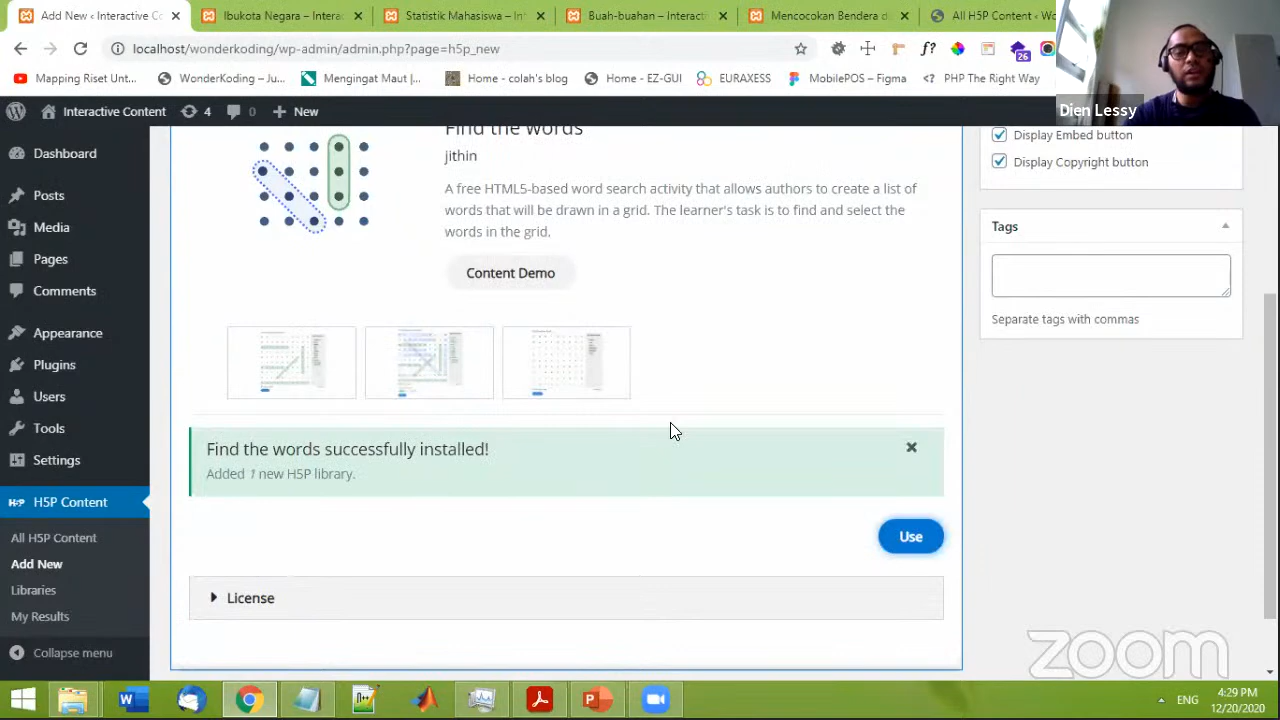 Add New ‹ Interactive Co
Ibukota Negara – Intera
Statistik Mahasiswa – In
Buah-buahan – Interacti
Mencocokan Bendera d
All H5P Content ‹ Wo
localhost/wonderkoding/wp-admin/admin.php?page=h5p_new
f?
26
Mapping Riset Unt...
WonderKoding – Ju...
Mengingat Maut |...
Home - colah's blog
Home - EZ-GUI
EURAXESS
MobilePOS – Figma
PHP The Right Way
Dien Lessy
Interactive Content
4
0
New
Dashboard
Posts
Media
Pages
Comments
Appearance
Plugins
Users
Tools
Settings
H5P H5P Content
All H5P Content
Add New
Libraries
My Results
Collapse menu
Find the words
jithin
A free HTML5-based word search activity that allows authors to create a list of
words that will be drawn in a grid. The learner's task is to find and select the
words in the grid.
Content Demo
Find the words successfully installed!
Added 1 new H5P library.
Use
License
Display Embed button
Display Copyright button
Tags
Separate tags with commas
zoom
ENG
4:29 PM
12/20/2020